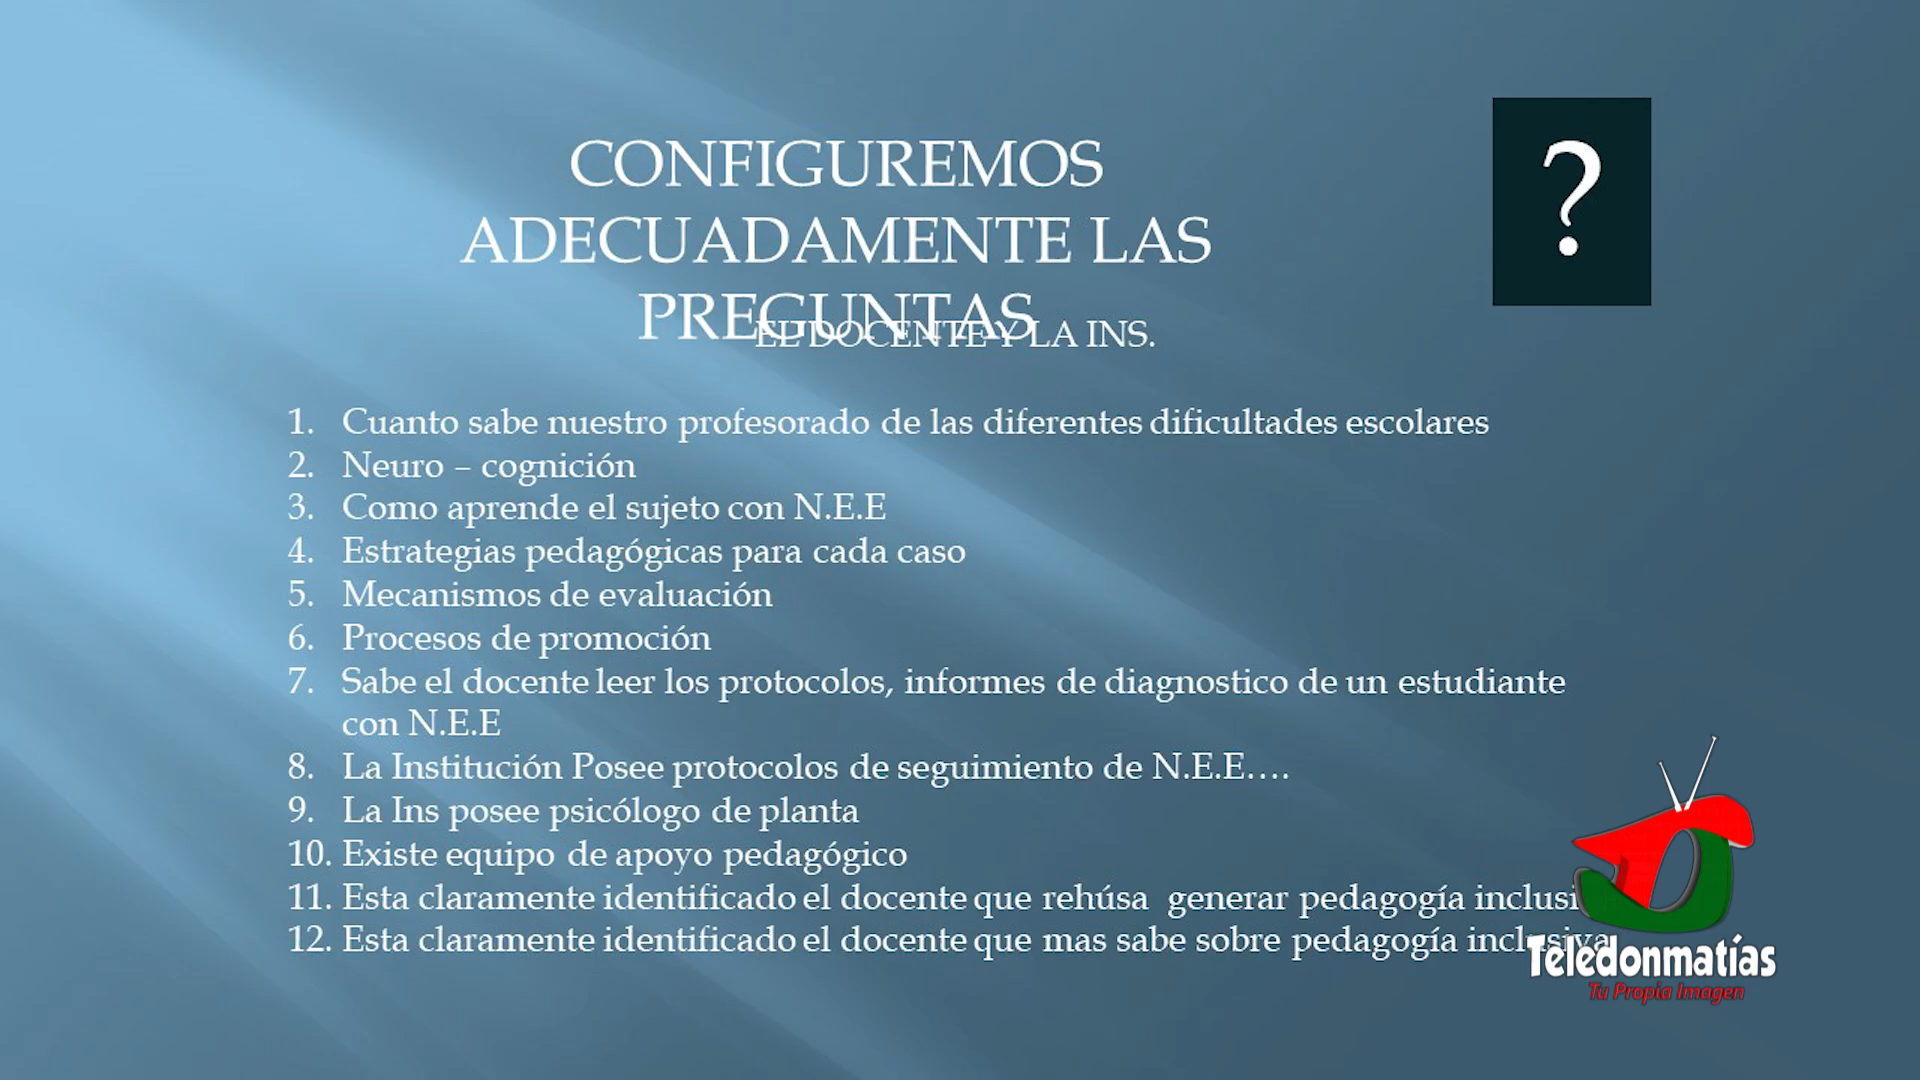 CONFIGUREMOS
ADECUADAMENTE LAS
PREGUNTAS
?
EL DOCENTE Y LA INS.
1. Cuanto sabe nuestro profesorado de las diferentes dificultades escolares
2. Neuro – cognición
3. Como aprende el sujeto con N.E.E
4. Estrategias pedagógicas para cada caso
5. Mecanismos de evaluación
6. Procesos de promoción
7. Sabe el docente leer los protocolos, informes de diagnostico de un estudiante
con N.E.E
8. La Institución Posee protocolos de seguimiento de N.E.E….
9. La Ins posee psicólogo de planta
10. Existe equipo de apoyo pedagógico
11. Esta claramente identificado el docente que rehúsa generar pedagogía inclusi
12. Esta claramente identificado el docente que mas sabe sobre pedagogía inclusiva
Teledonmatías
Tu Propia Imagen